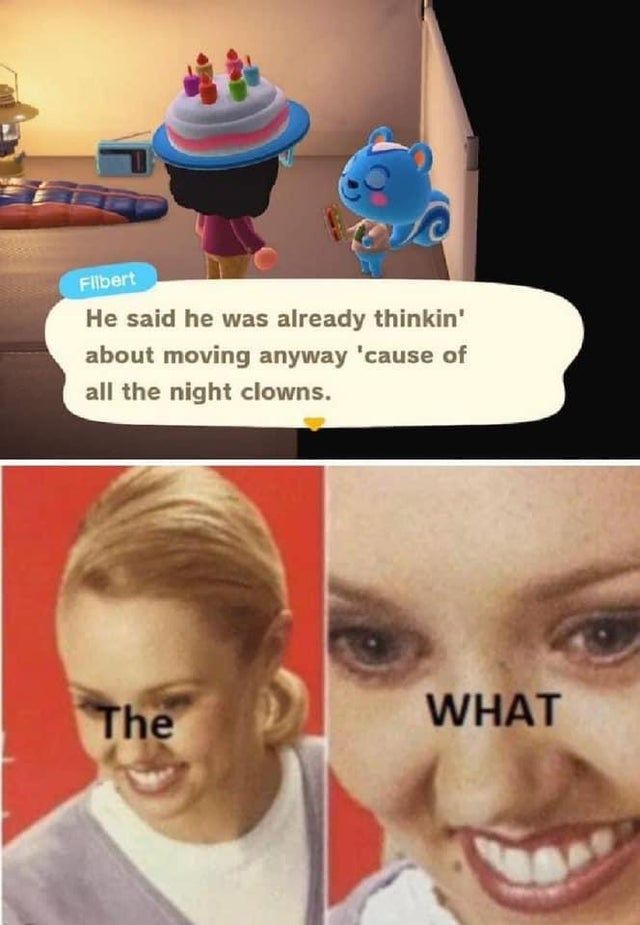 Filbert
He said he was already thinkin'
about moving anyway 'cause of
all the night clowns.
The
WHAT